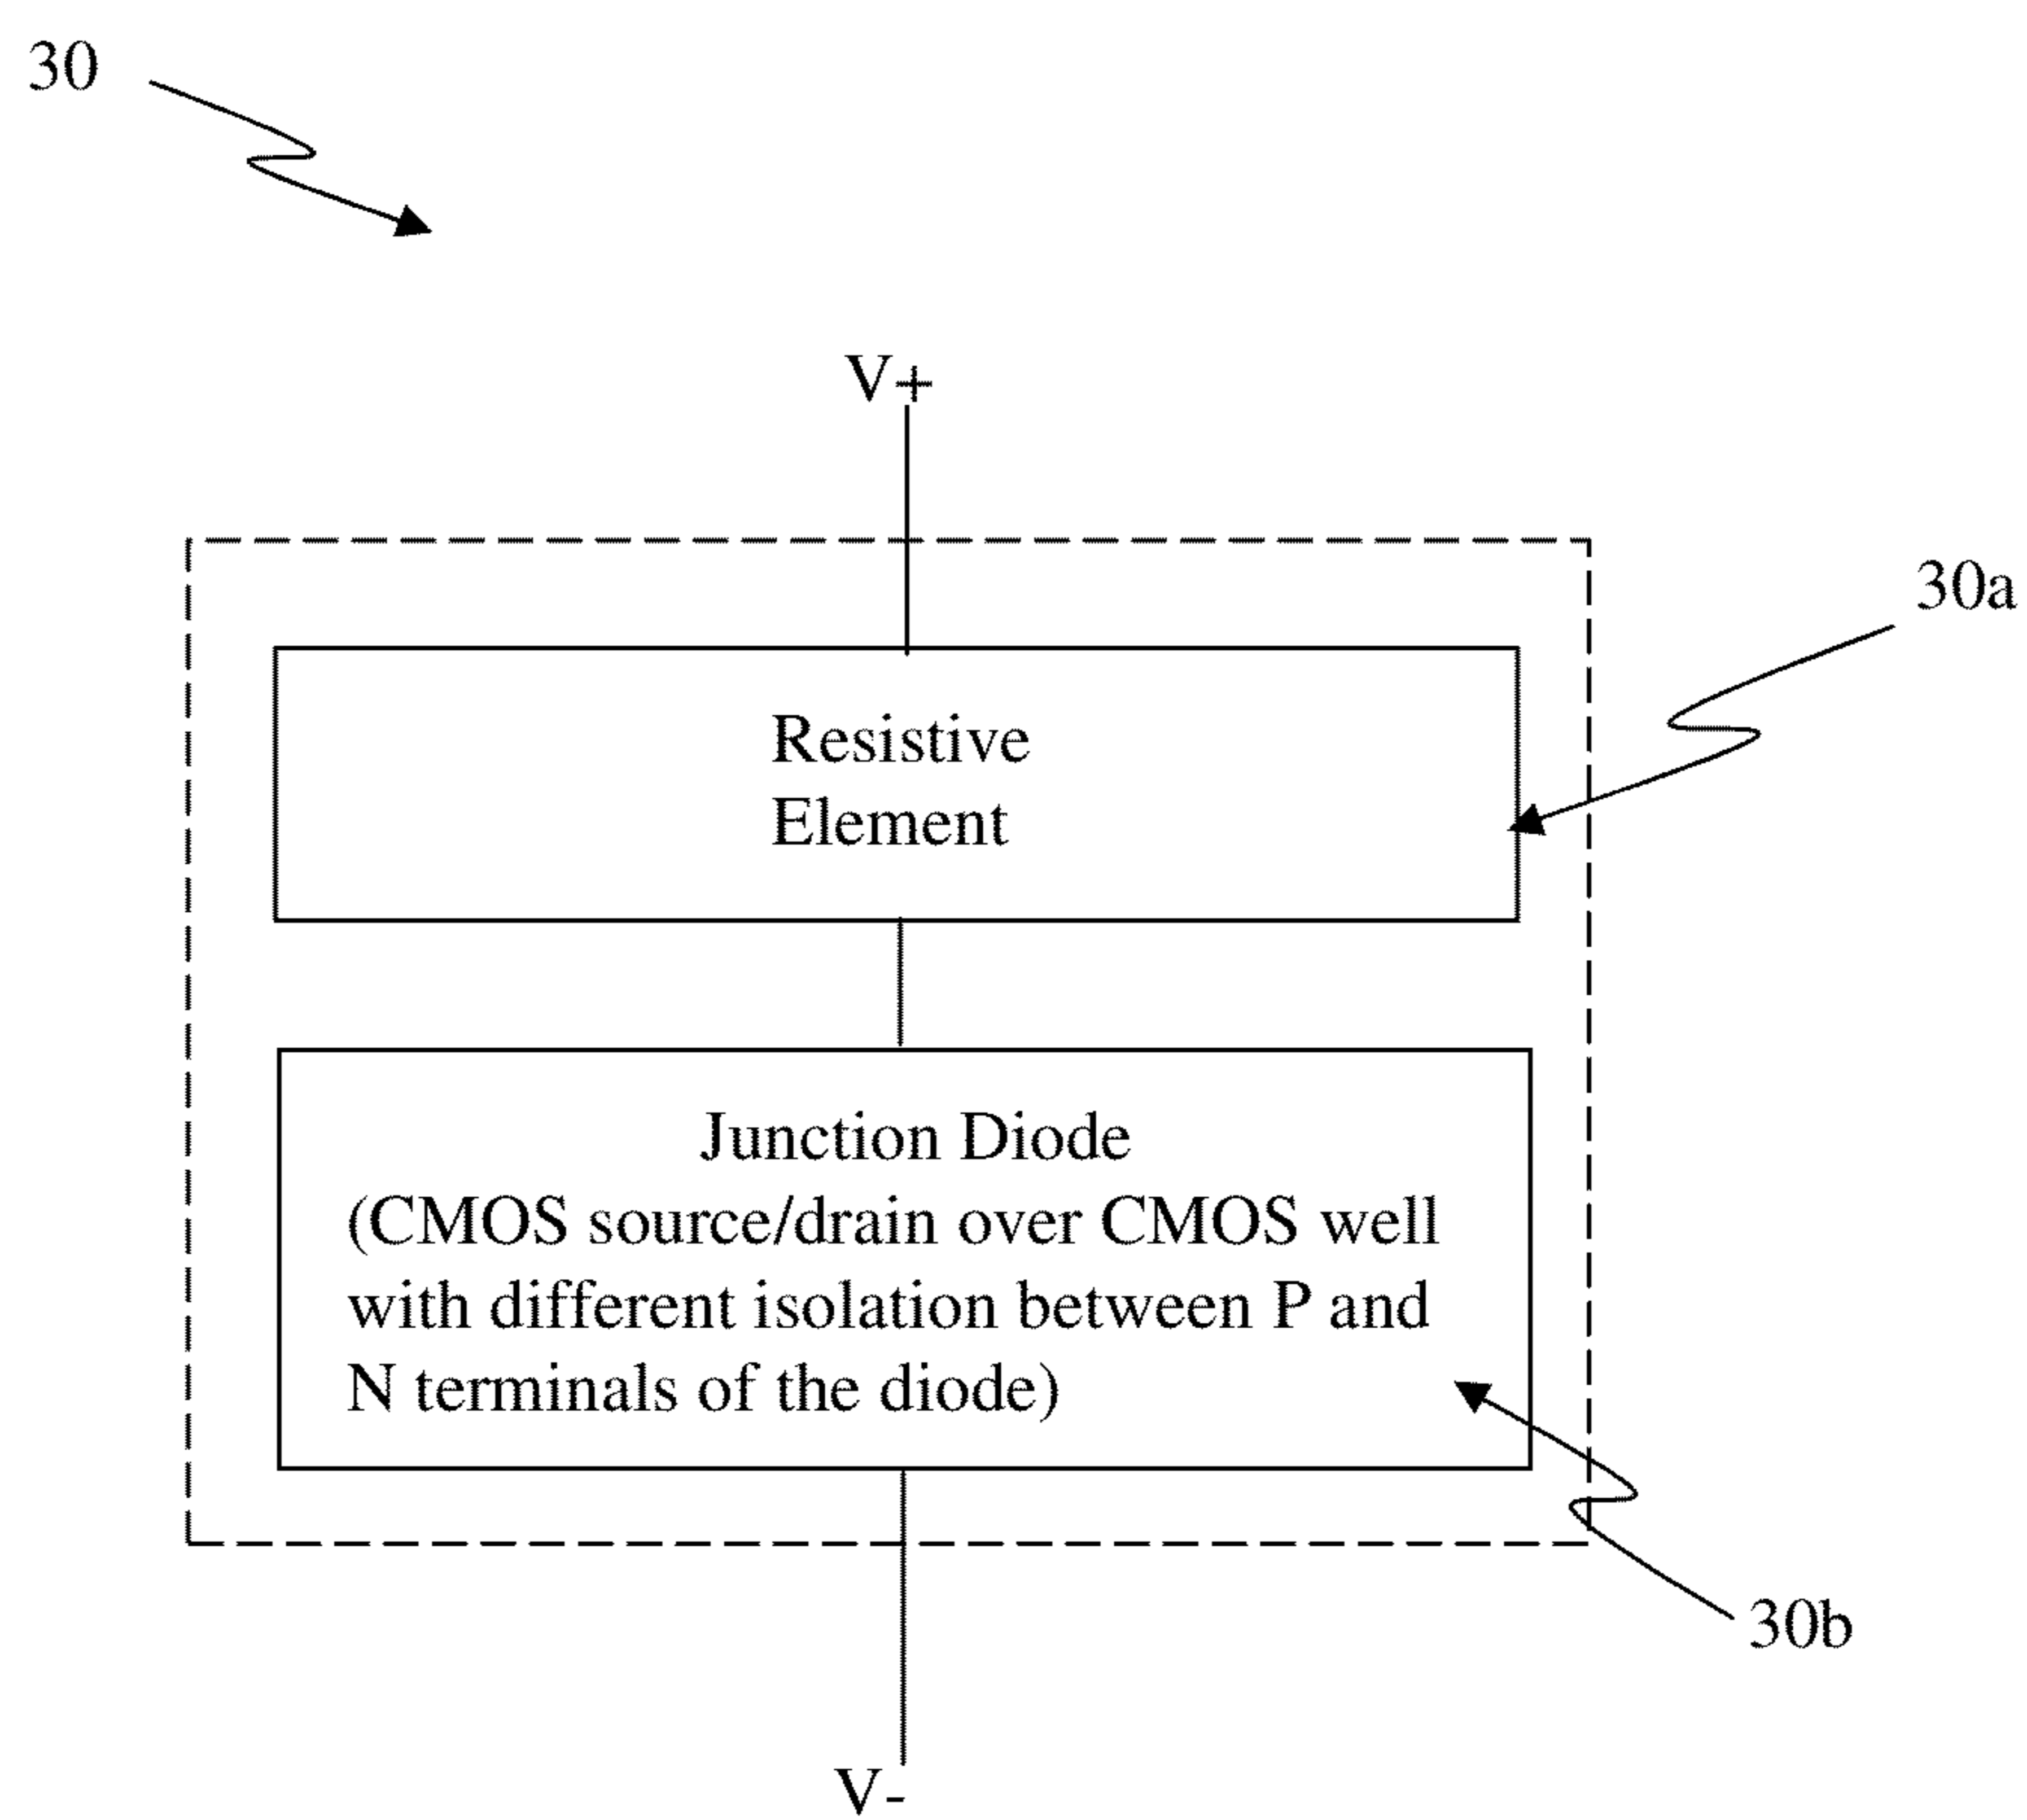 30
V+
30a
Resistive
Element
Junction Diode
(CMOS source/drain over CMOS well
with different isolation between P and
N terminals of the diode)
30b
V-